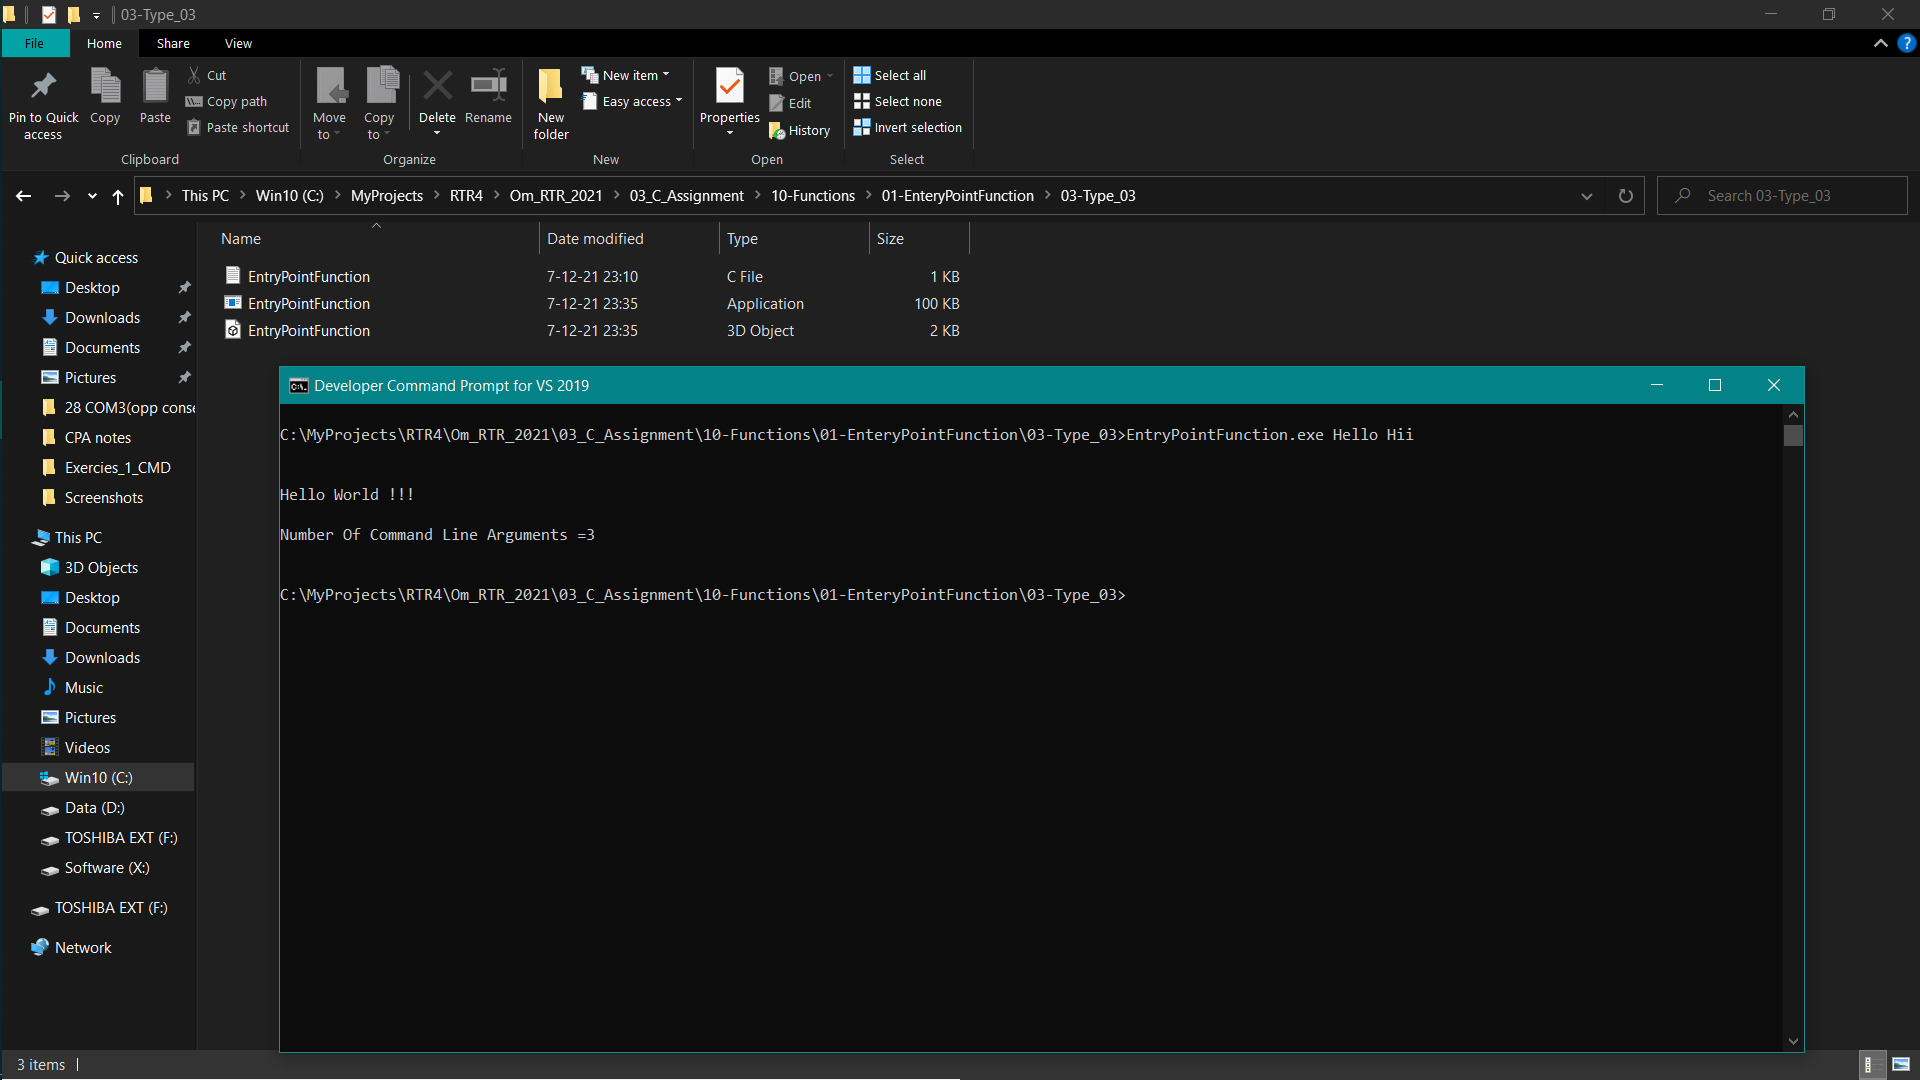 03-Type_03
File Home Share View
Pin to Quick access
Copy
Paste
Cut
Copy path
Paste shortcut
Clipboard
Move to
Copy to
Delete
Rename
Organize
New folder
New item
Easy access
New
Properties
Open
Edit
History
Open
Select all
Select none
Invert selection
Select
This PC > Win10 (C:) > MyProjects > RTR4 > Om_RTR_2021 > 03_C_Assignment > 10-Functions > 01-EnteryPointFunction > 03-Type_03
Search 03-Type_03
Quick access
Desktop
Downloads
Documents
Pictures
28 COM3(opp conse
CPA notes
Exercies_1_CMD
Screenshots
This PC
3D Objects
Desktop
Documents
Downloads
Music
Pictures
Videos
Win10 (C:)
Data (D:)
TOSHIBA EXT (F:)
Software (X:)
TOSHIBA EXT (F:)
Network
Name Date modified Type Size
EntryPointFunction 7-12-21 23:10 C File 1 KB
EntryPointFunction 7-12-21 23:35 Application 100 KB
EntryPointFunction 7-12-21 23:35 3D Object 2 KB
Developer Command Prompt for VS 2019
C:\MyProjects\RTR4\Om_RTR_2021\03_C_Assignment\10-Functions\01-EnteryPointFunction\03-Type_03>EntryPointFunction.exe Hello Hii
Hello World !!!
Number Of Command Line Arguments =3
C:\MyProjects\RTR4\Om_RTR_2021\03_C_Assignment\10-Functions\01-EnteryPointFunction\03-Type_03>
3 items